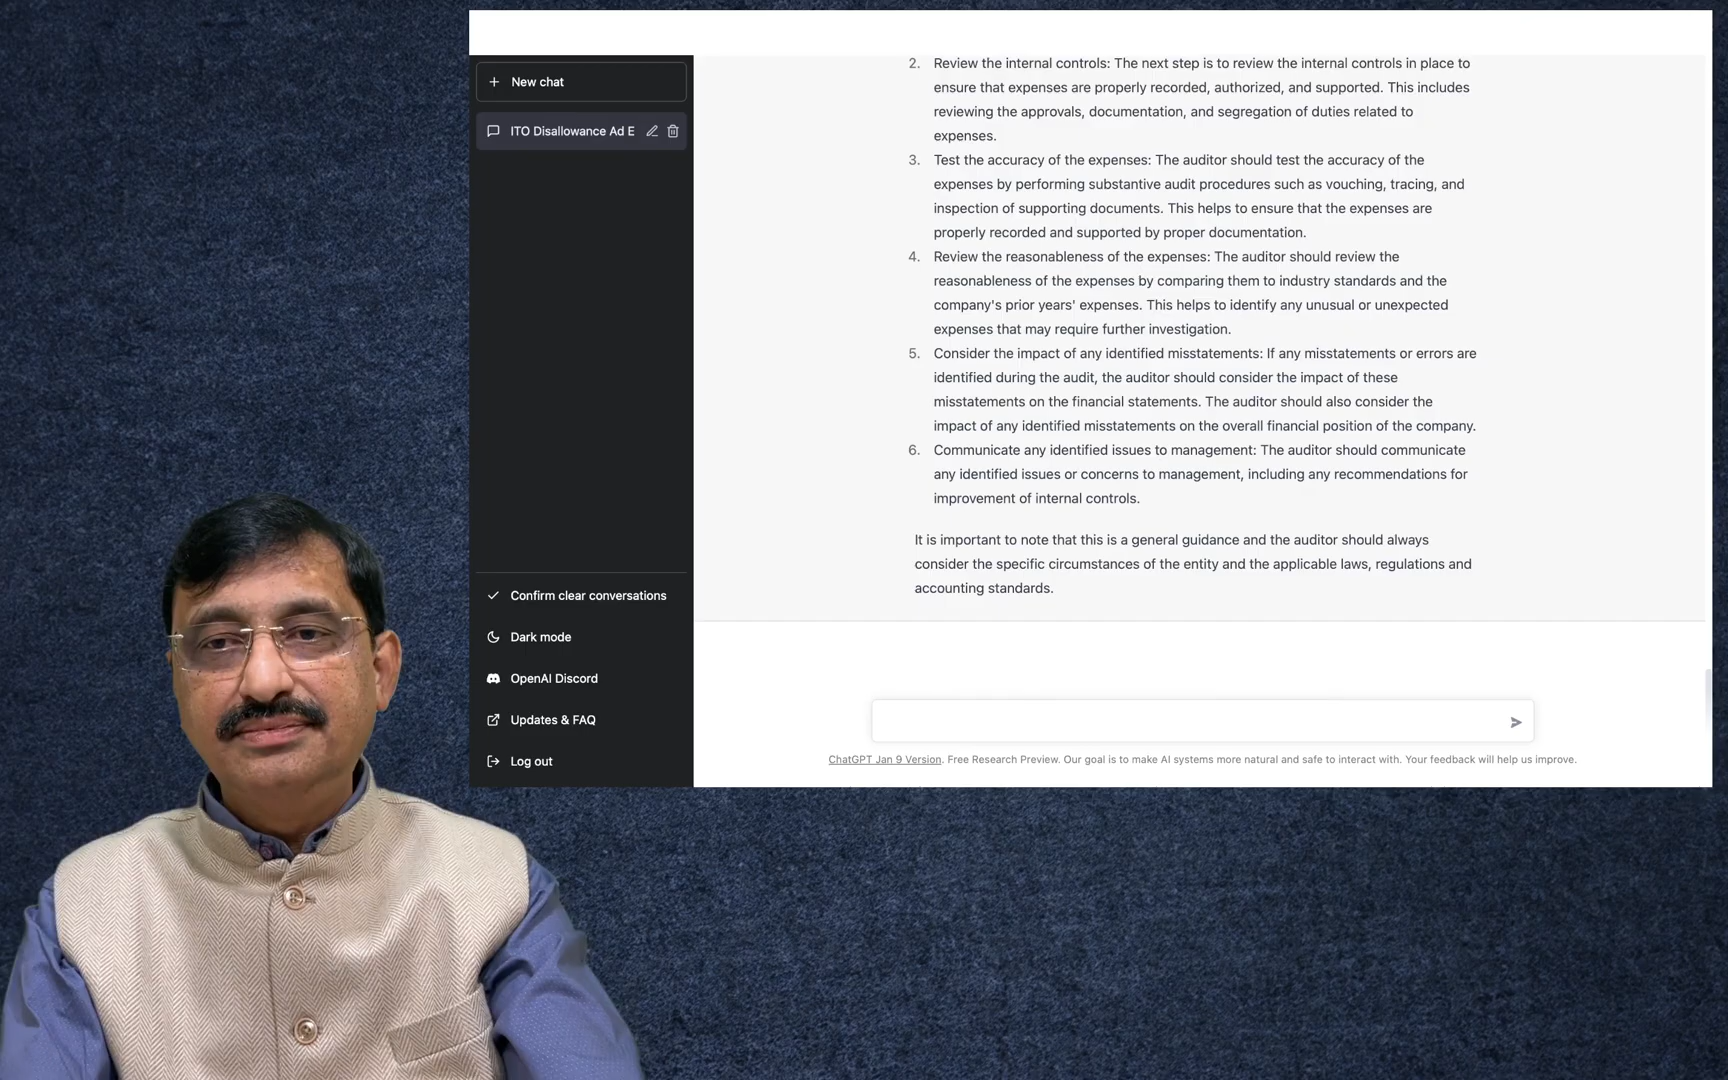 New chat
ITO Disallowance Ad E
Confirm clear conversations
Dark mode
OpenAI Discord
Updates & FAQ
Log out
2. Review the internal controls: The next step is to review the internal controls in place to
ensure that expenses are properly recorded, authorized, and supported. This includes
reviewing the approvals, documentation, and segregation of duties related to
expenses.
3. Test the accuracy of the expenses: The auditor should test the accuracy of the
expenses by performing substantive audit procedures such as vouching, tracing, and
inspection of supporting documents. This helps to ensure that the expenses are
properly recorded and supported by proper documentation.
4. Review the reasonableness of the expenses: The auditor should review the
reasonableness of the expenses by comparing them to industry standards and the
company's prior years' expenses. This helps to identify any unusual or unexpected
expenses that may require further investigation.
5. Consider the impact of any identified misstatements: If any misstatements or errors are
identified during the audit, the auditor should consider the impact of these
misstatements on the financial statements. The auditor should also consider the
impact of any identified misstatements on the overall financial position of the company.
6. Communicate any identified issues to management: The auditor should communicate
any identified issues or concerns to management, including any recommendations for
improvement of internal controls.
It is important to note that this is a general guidance and the auditor should always
consider the specific circumstances of the entity and the applicable laws, regulations and
accounting standards.
ChatGPT Jan 9 Version. Free Research Preview. Our goal is to make AI systems more natural and safe to interact with. Your feedback will help us improve.